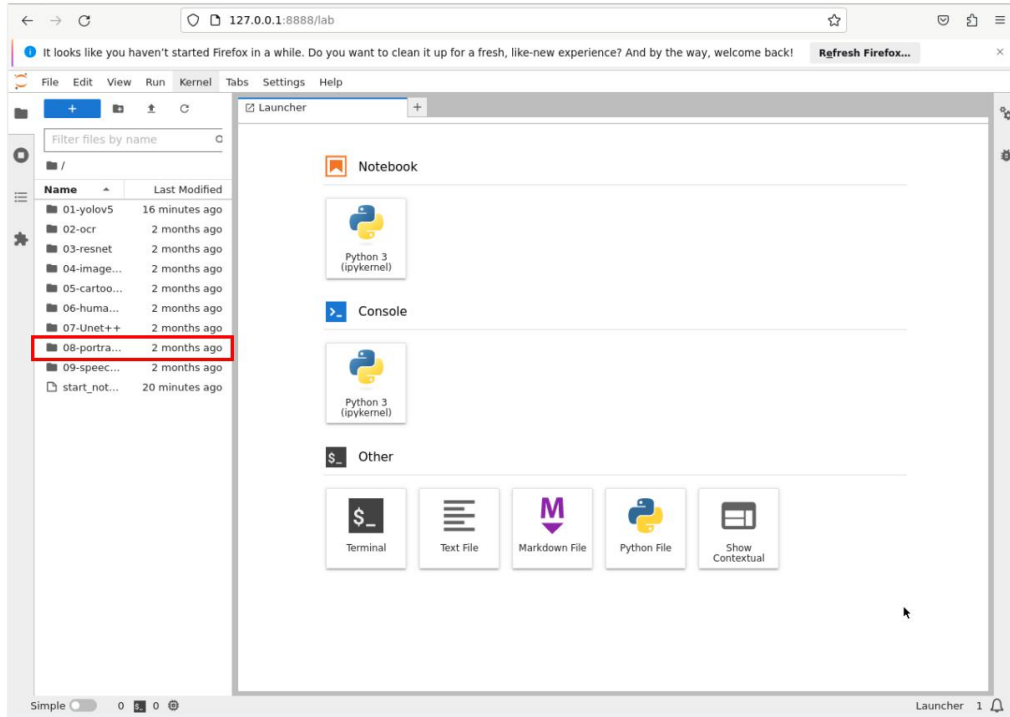 127.0.0.1:8888/lab
It looks like you haven't started Firefox in a while. Do you want to clean it up for a fresh, like-new experience? And by the way, welcome back! Refresh Firefox...
File Edit View Run Kernel Tabs Settings Help
+
Launcher +
Filter files by name
/
Name Last Modified
01-yolov5 16 minutes ago
02-ocr 2 months ago
03-resnet 2 months ago
04-image... 2 months ago
05-cartoo... 2 months ago
06-huma... 2 months ago
07-Unet++ 2 months ago
08-portra... 2 months ago
09-speec... 2 months ago
start_not... 20 minutes ago
Notebook
Python 3
(ipykernel)
Console
Python 3
(ipykernel)
$_ Other
$_
M
Terminal
Text File
Markdown File
Python File
Show
Contextual
Simple 0 $_ 0
Launcher 1